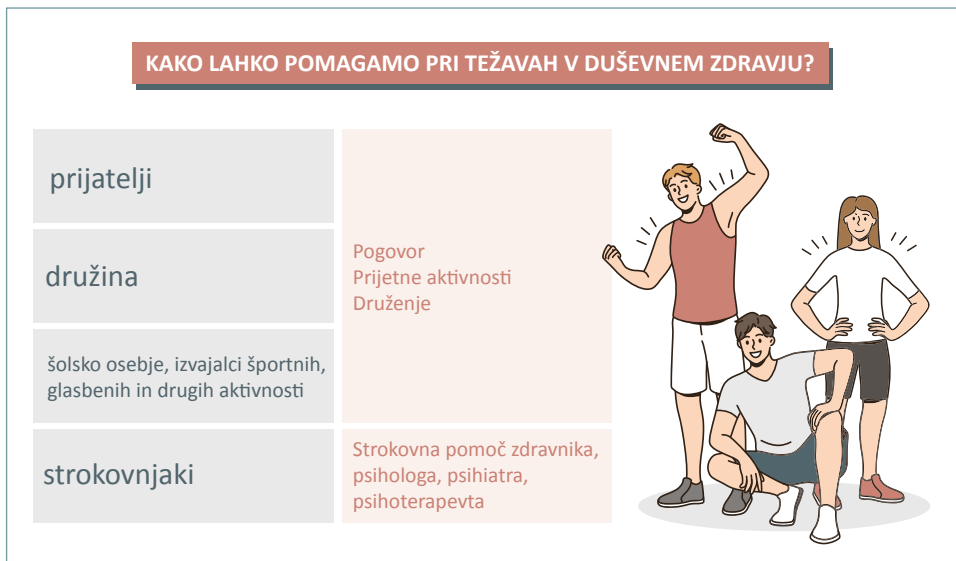 KAKO LAHKO POMAGAMO PRI TEŽAVAH V DUŠEVNEM ZDRAVJU?
prijatelji
družina
šolsko osebje, izvajalci športnih,
glasbenih in drugih aktivnosti
Pogovor
Prijetne aktivnosti
Druženje
strokovnjaki
Strokovna pomoč zdravnika,
psihologa, psihiatra,
psihoterapevta